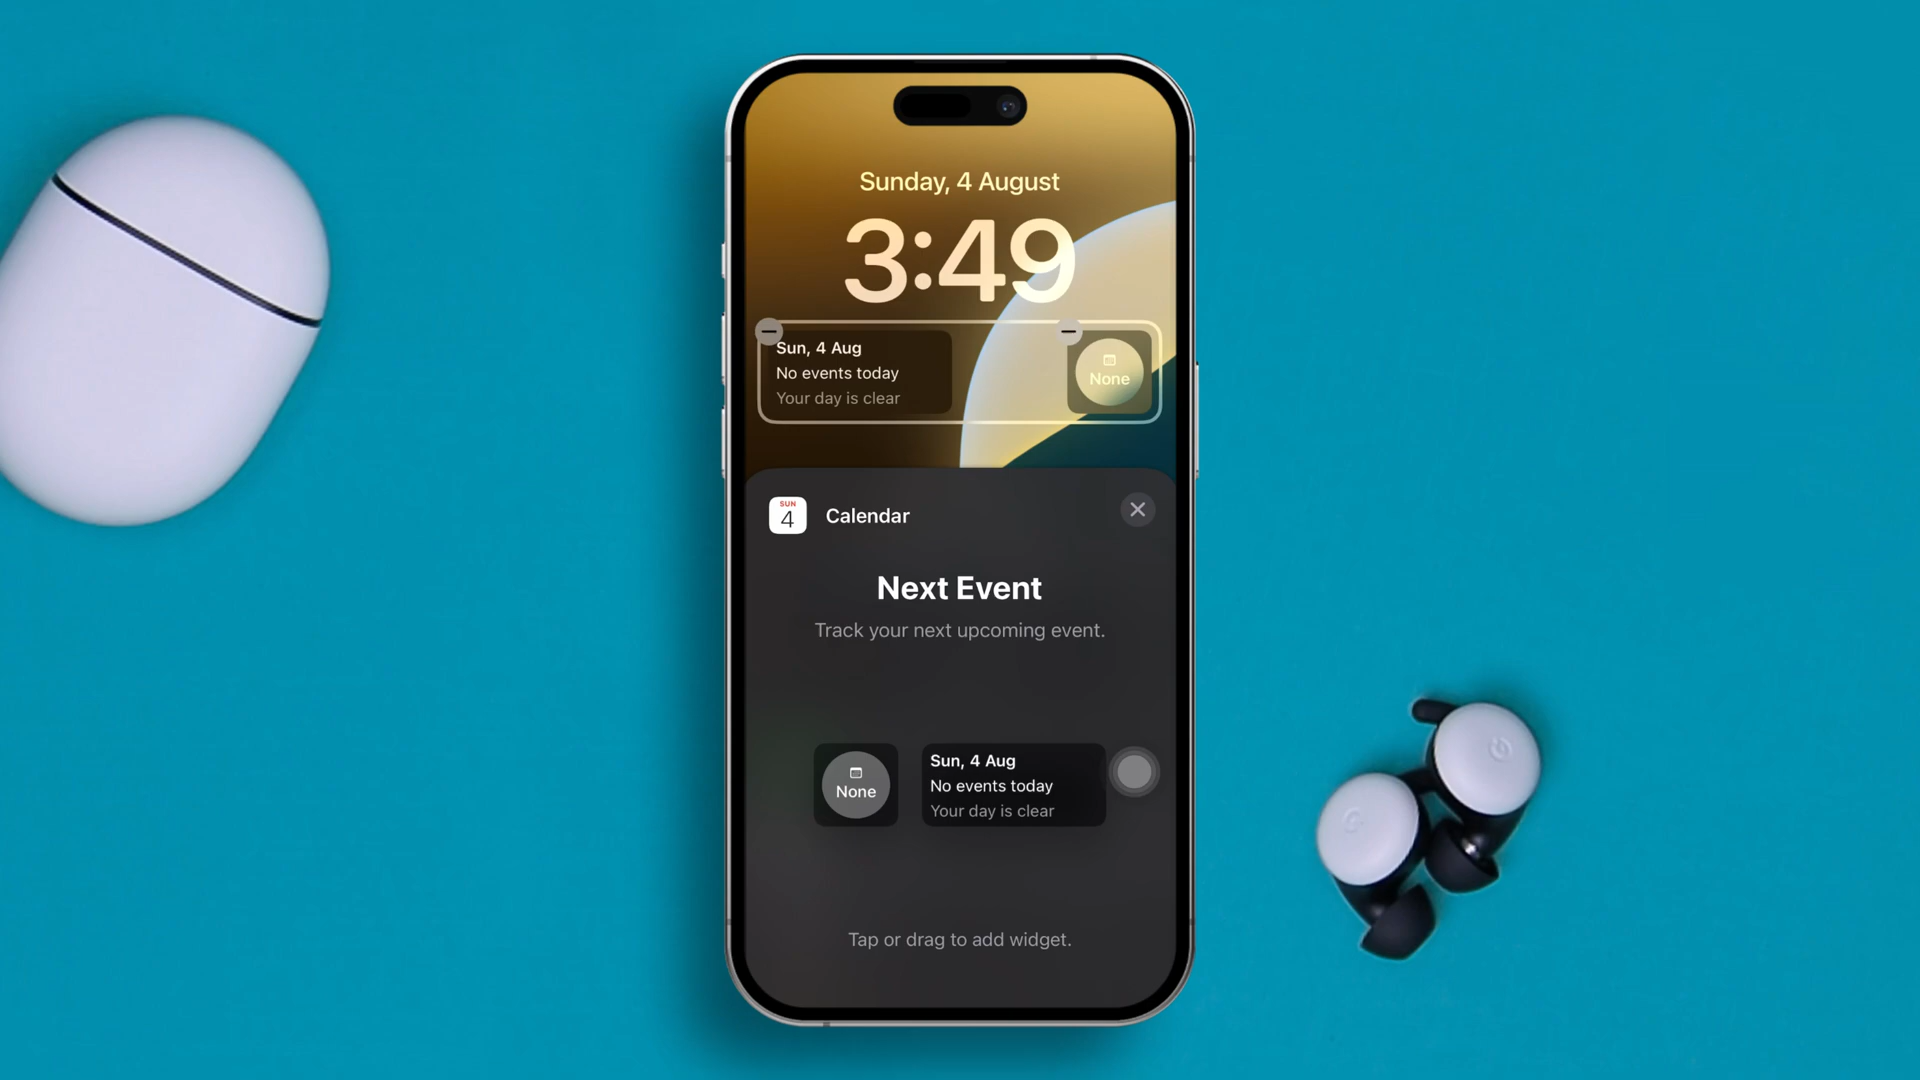 Sunday, 4 August
3:49
Sun, 4 Aug
No events today
Your day is clear
None
SUN
4
Calendar
Next Event
Track your next upcoming event.
None
Sun, 4 Aug
No events today
Your day is clear
Tap or drag to add widget.